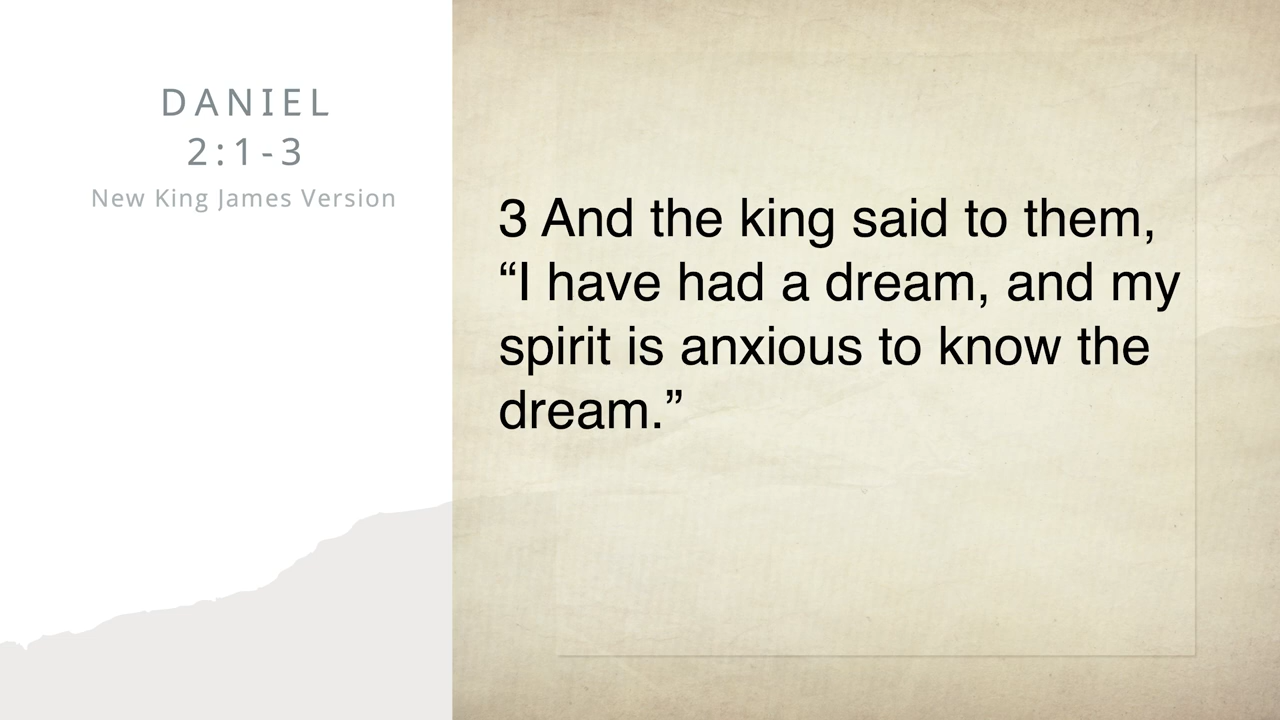 DANIEL
2:1-3
New King James Version
3 And the king said to them,
“I have had a dream, and my
spirit is anxious to know the
dream.”